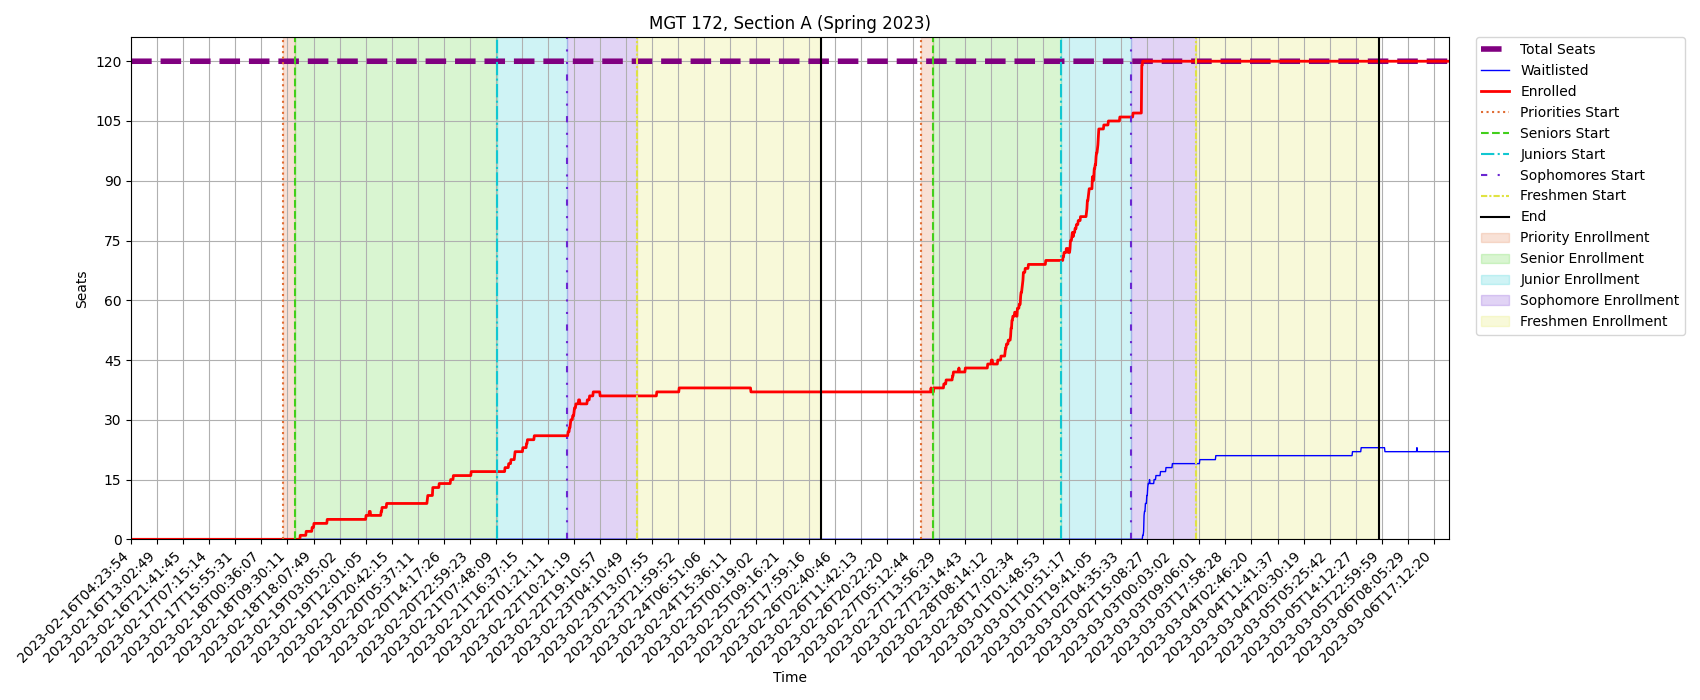 MGT 172, Section A (Spring 2023)
Total Seats
Waitlisted
Enrolled
Priorities Start
Seniors Start
Juniors Start
Sophomores Start
Freshmen Start
End
Priority Enrollment
Senior Enrollment
Junior Enrollment
Sophomore Enrollment
Freshmen Enrollment
Seats
120
105
90
75
60
45
30
15
0
2023-02-16T04:23:54
2023-02-16T13:02:49
2023-02-16T21:41:45
2023-02-17T07:15:14
2023-02-17T15:55:31
2023-02-18T00:36:07
2023-02-18T09:30:11
2023-02-18T18:07:49
2023-02-19T03:05:02
2023-02-19T12:01:05
2023-02-19T20:42:15
2023-02-20T05:37:11
2023-02-20T14:17:26
2023-02-20T22:59:23
2023-02-21T07:48:09
2023-02-21T16:37:15
2023-02-22T01:21:11
2023-02-22T10:21:19
2023-02-22T19:10:57
2023-02-23T04:10:49
2023-02-23T13:07:55
2023-02-23T21:59:52
2023-02-24T06:51:06
2023-02-24T15:36:11
2023-02-25T00:19:02
2023-02-25T09:16:21
2023-02-25T17:59:16
2023-02-26T02:40:46
2023-02-26T11:42:13
2023-02-26T20:22:20
2023-02-27T05:12:44
2023-02-27T13:56:29
2023-02-27T23:14:43
2023-02-28T08:14:12
2023-02-28T17:02:34
2023-03-01T01:48:53
2023-03-01T10:51:17
2023-03-01T19:41:05
2023-03-02T04:35:33
2023-03-02T15:08:27
2023-03-03T00:03:02
2023-03-03T09:06:01
2023-03-03T17:58:28
2023-03-04T02:46:20
2023-03-04T11:41:37
2023-03-04T20:30:19
2023-03-05T05:25:42
2023-03-05T14:12:27
2023-03-05T22:59:59
2023-03-06T08:05:29
2023-03-06T17:12:20
Time